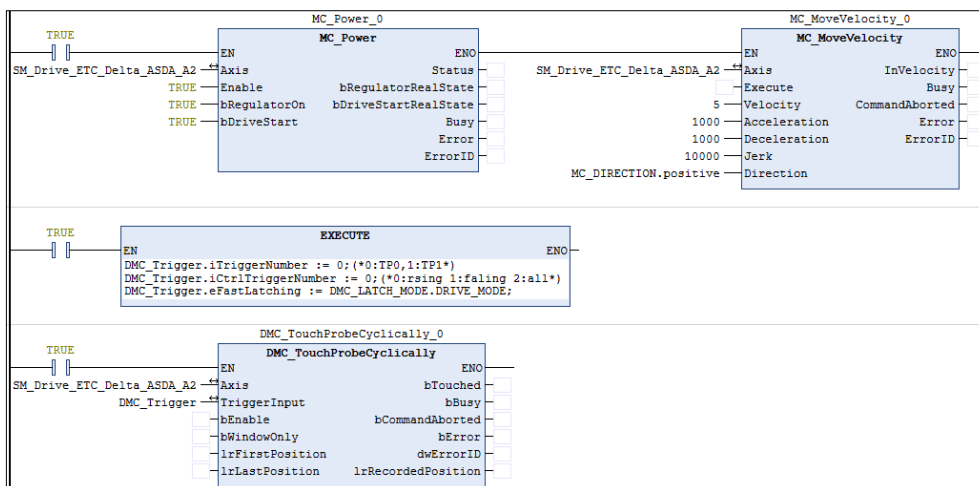 MC_Power_0 MC_MoveVelocity_0
TRUE MC_Power MC_MoveVelocity
EN ENO EN ENO
SM_Drive_ETC_Delta_ASDA_A2 Axis Status SM_Drive_ETC_Delta_ASDA_A2 Axis InVelocity
TRUE Enable bRegulatorRealState Execute Busy
TRUE bRegulatorOn bDriveStartRealState 5 Velocity CommandAborted
TRUE bDriveStart Busy 1000 Acceleration Error
Error 1000 Deceleration ErrorID
ErrorID 10000 Jerk
MC_DIRECTION.positive Direction
TRUE EXECUTE
EN ENO
DMC_Trigger.iTriggerNumber := 0;(*0:TP0,1:TP1*)
DMC_Trigger.iCtrlTriggerNumber := 0;(*0:rsing 1:faling 2:all*)
DMC_Trigger.eFastLatching := DMC_LATCH_MODE.DRIVE_MODE;
DMC_TouchProbeCyclically_0
TRUE DMC_TouchProbeCyclically
EN ENO
SM_Drive_ETC_Delta_ASDA_A2 Axis bTouched
DMC_Trigger TriggerInput bBusy
bEnable bCommandAborted
bWindowOnly bError
lrFirstPosition dwErrorID
lrLastPosition lrRecordedPosition